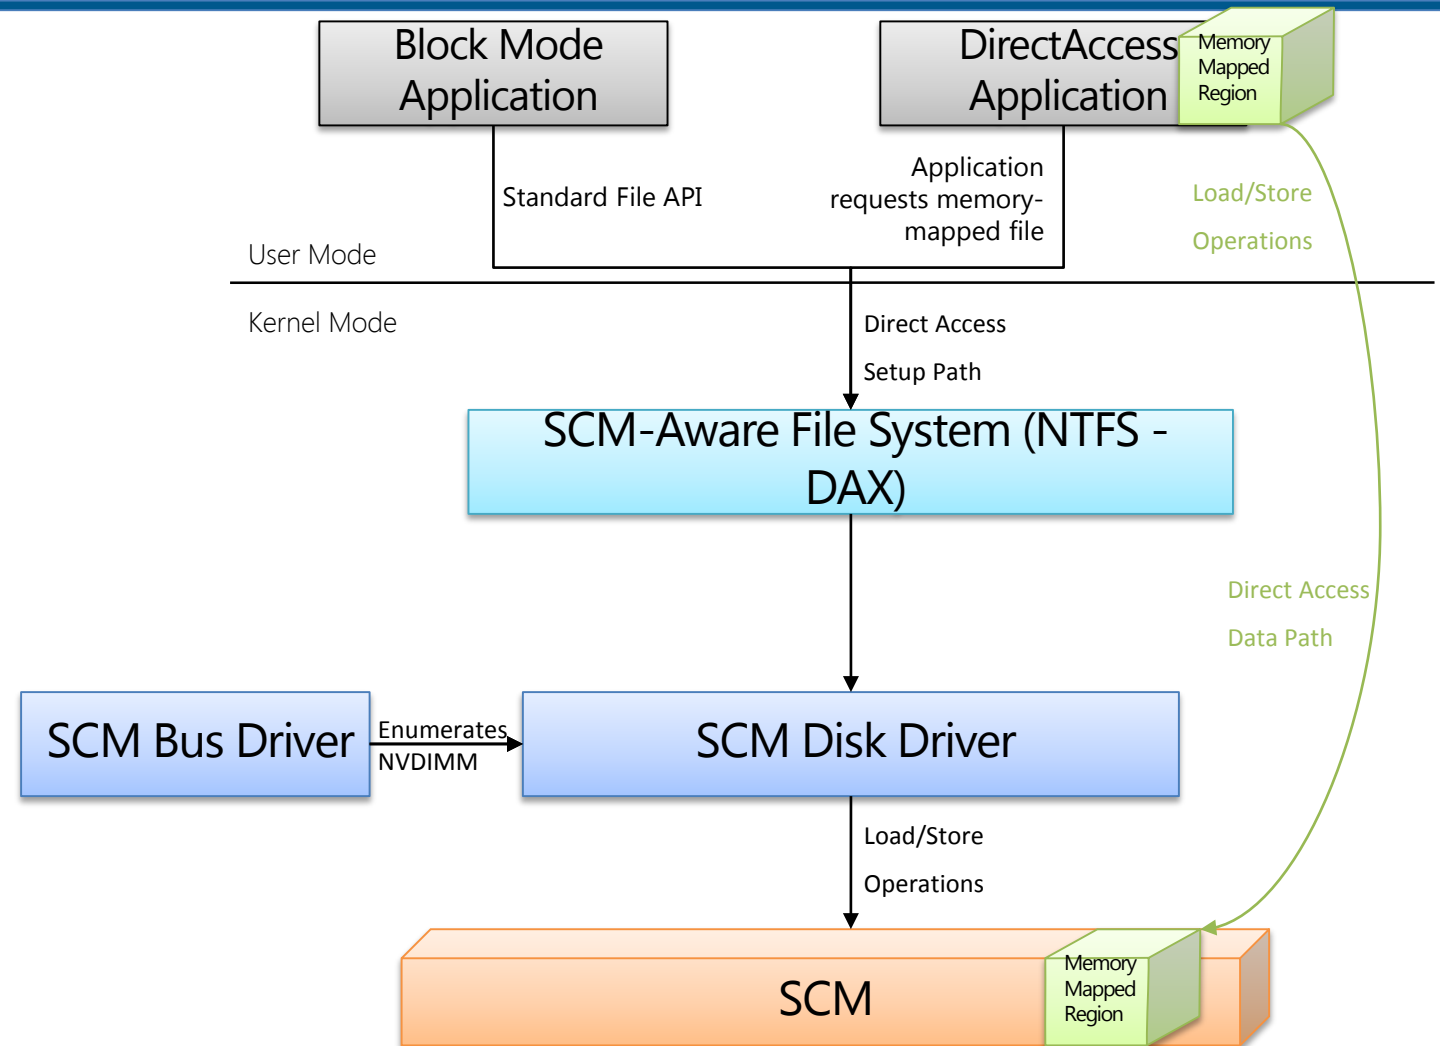 Block Mode
Application
DirectAccess
Application
Memory
Mapped
Region
Standard File API
Application
requests memory-
mapped file
Load/Store
Operations
User Mode
Kernel Mode
Direct Access
Setup Path
SCM-Aware File System (NTFS -
DAX)
Direct Access
Data Path
SCM Bus Driver
Enumerates
NVDIMM
SCM Disk Driver
Load/Store
Operations
SCM
Memory
Mapped
Region